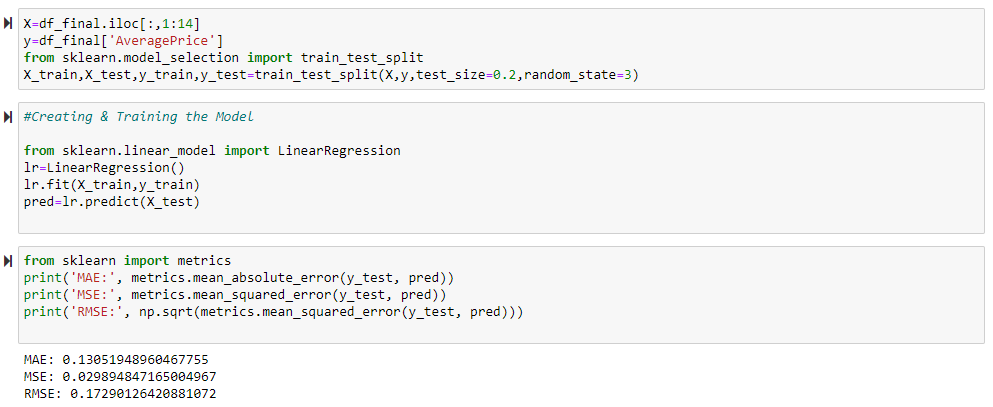 X=df_final.iloc[:,1:14]
y=df_final['AveragePrice']
from sklearn.model_selection import train_test_split
X_train,X_test,y_train,y_test=train_test_split(X,y,test_size=0.2,random_state=3)
#Creating & Training the Model
from sklearn.linear_model import LinearRegression
lr=LinearRegression()
lr.fit(X_train,y_train)
pred=lr.predict(X_test)
from sklearn import metrics
print('MAE:', metrics.mean_absolute_error(y_test, pred))
print('MSE:', metrics.mean_squared_error(y_test, pred))
print('RMSE:', np.sqrt(metrics.mean_squared_error(y_test, pred)))
MAE: 0.13051948960467755
MSE: 0.029894847165004967
RMSE: 0.17290126420881072